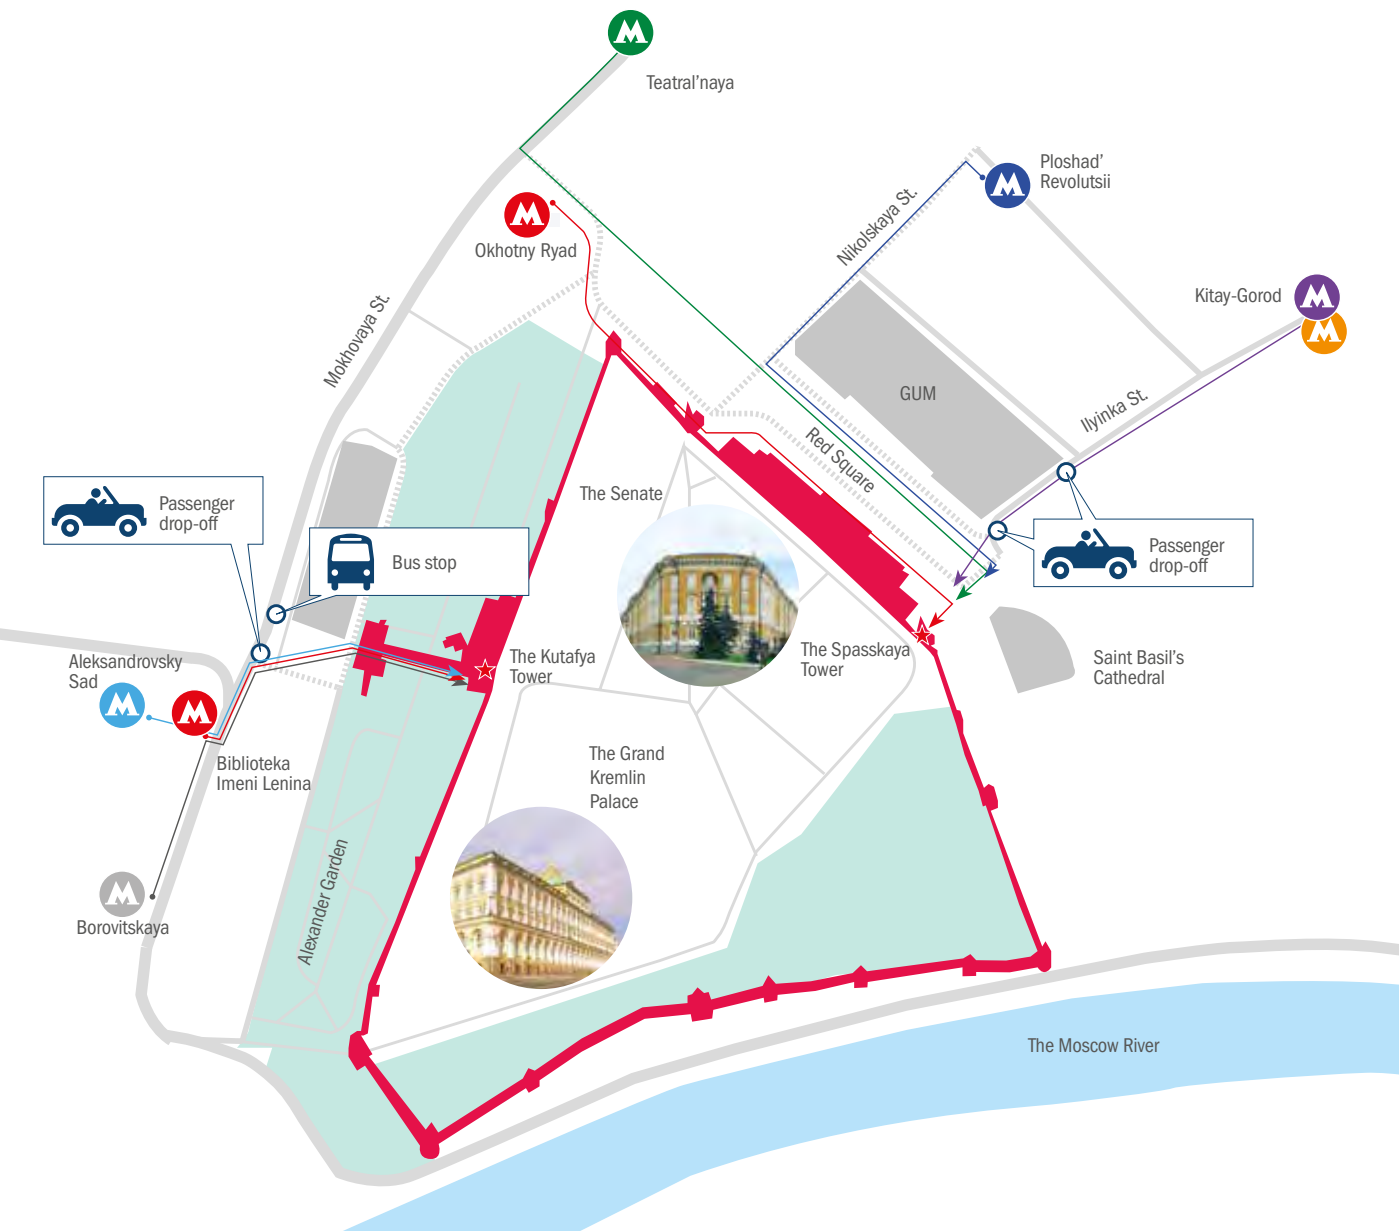 Teatral'naya
Ploshad'
Revolutsii
Okhotny Ryad
Nikolskaya St.
Kitay-Gorod
Mokhovaya St.
GUM
Ilyinka St.
Red Square
The Senate
Passenger
drop-off
Bus stop
Passenger
drop-off
Aleksandrovsky
Sad
The Kutafya
Tower
The Spasskaya
Tower
Saint Basil's
Cathedral
Biblioteka
Imeni Lenina
The Grand
Kremlin
Palace
Alexander Garden
Borovitskaya
The Moscow River